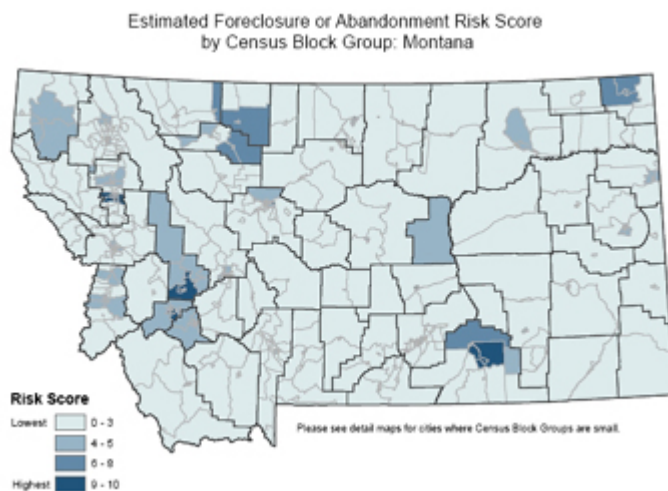 Estimated Foreclosure or Abandonment Risk Score
by Census Block Group: Montana
Risk Score
Lowest 0 - 3
4 - 5
6 - 8
Highest 9 - 10
Please see detail maps for cities where Census Block Groups are small.